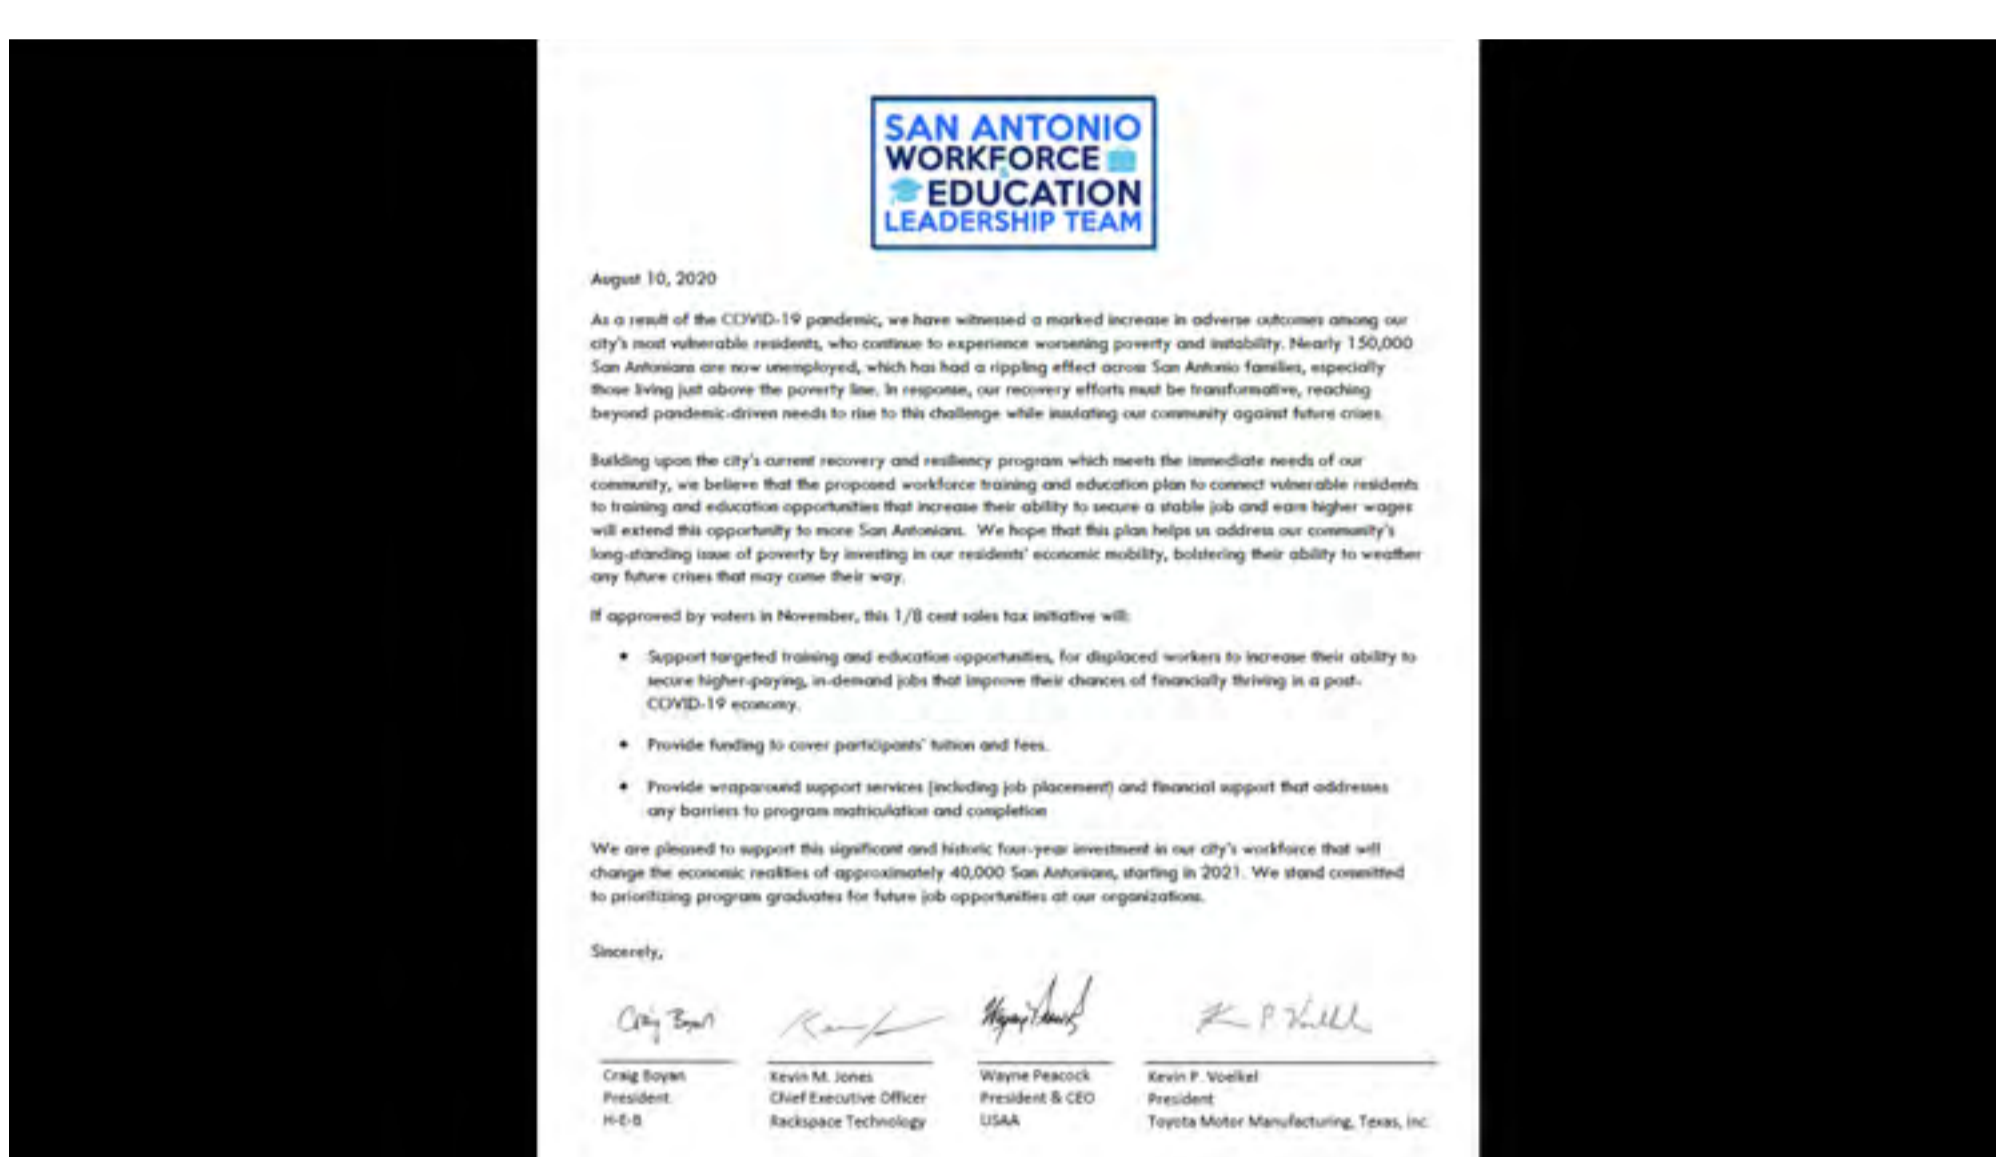 SAN ANTONIO
WORKFORCE
&
EDUCATION
LEADERSHIP TEAM
August 10, 2020
As a result of the COVID-19 pandemic, we have witnessed a marked increase in adverse outcomes among our
city's most vulnerable residents, who continue to experience worsening poverty and instability. Nearly 150,000
San Antonians are now unemployed, which has had a rippling effect across San Antonio families, especially
those living just above the poverty line. In response, our recovery efforts must be transformative, reaching
beyond pandemic-driven needs to rise to this challenge while insulating our community against future crises.
Building upon the city's current recovery and resiliency program which meets the immediate needs of our
community, we believe that the proposed workforce training and education plan to connect vulnerable residents
to training and education opportunities that increase their ability to secure a stable job and earn higher wages
will extend this opportunity to more San Antonians. We hope that this plan helps us address our community's
long-standing issue of poverty by investing in our residents' economic mobility, bolstering their ability to weather
any future crises that may come their way.
If approved by voters in November, this 1/8 cent sales tax initiative will:
• Support targeted training and education opportunities, for displaced workers to increase their ability to
secure higher-paying, in-demand jobs that improve their chances of financially thriving in a post-
COVID-19 economy.
• Provide funding to cover participants' tuition and fees.
• Provide wraparound support services (including job placement) and financial support that addresses
any barriers to program matriculation and completion
We are pleased to support this significant and historic four-year investment in our city's workforce that will
change the economic realities of approximately 40,000 San Antonians, starting in 2021. We stand committed
to prioritizing program graduates for future job opportunities at our organizations.
Sincerely,
Craig Boyan
Craig Boyan Kevin M. Jones Wayne Peacock Kevin P. Voelkel
President Chief Executive Officer President & CEO President
H-E-B Rackspace Technology USAA Toyota Motor Manufacturing, Texas, Inc.